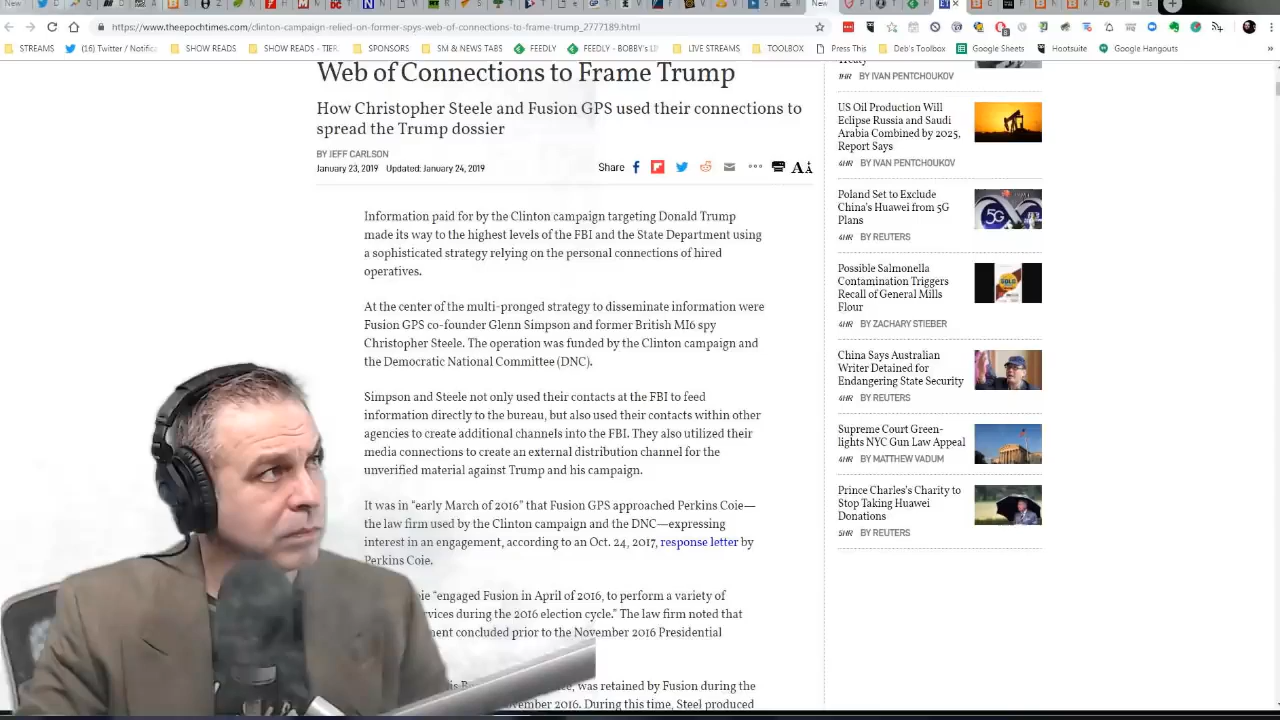 https://www.theepochtimes.com/clinton-campaign-relied-on-former-spys-web-of-connections-to-frame-trump_2777189.html
STREAMS
(16) Twitter / Notific
SHOW READS
SHOW READS - TIER
SPONSORS
SM & NEWS TABS
FEEDLY
FEEDLY - BOBBY'S LI
LIVE STREAMS
TOOLBOX
Press This
Deb's Toolbox
Google Sheets
Hootsuite
Google Hangouts
Web of Connections to Frame Trump
How Christopher Steele and Fusion GPS used their connections to
spread the Trump dossier
BY JEFF CARLSON
January 23, 2019 Updated: January 24, 2019
Share
Information paid for by the Clinton campaign targeting Donald Trump
made its way to the highest levels of the FBI and the State Department using
a sophisticated strategy relying on the personal connections of hired
operatives.
At the center of the multi-pronged strategy to disseminate information were
Fusion GPS co-founder Glenn Simpson and former British MI6 spy
Christopher Steele. The operation was funded by the Clinton campaign and
the Democratic National Committee (DNC).
Simpson and Steele not only used their contacts at the FBI to feed
information directly to the bureau, but also used their contacts within other
agencies to create additional channels into the FBI. They also utilized their
media connections to create an external distribution channel for the
unverified material against Trump and his campaign.
It was in “early March of 2016” that Fusion GPS approached Perkins Coie—
the law firm used by the Clinton campaign and the DNC—expressing
interest in an engagement, according to an Oct. 24, 2017, response letter by
Perkins Coie.
“engaged Fusion in April of 2016, to perform a variety of
during the 2016 election cycle.” The law firm noted that
concluded prior to the November 2016 Presidential
was retained by Fusion during the
2016. During this time, Steel produced
Treaty
1HR BY IVAN PENTCHOUKOV
US Oil Production Will
Eclipse Russia and Saudi
Arabia Combined by 2025,
Report Says
4HR BY IVAN PENTCHOUKOV
Poland Set to Exclude
China's Huawei from 5G
Plans
4HR BY REUTERS
5G
Possible Salmonella
Contamination Triggers
Recall of General Mills
Flour
4HR BY ZACHARY STIEBER
China Says Australian
Writer Detained for
Endangering State Security
4HR BY REUTERS
Supreme Court Green-
lights NYC Gun Law Appeal
4HR BY MATTHEW VADUM
Prince Charles's Charity to
Stop Taking Huawei
Donations
5HR BY REUTERS